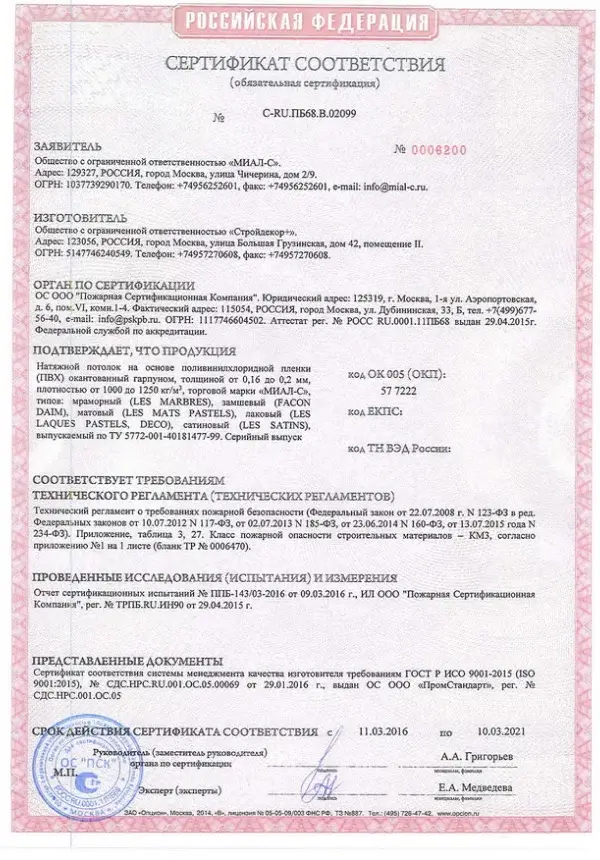 РОССИЙСКАЯ ФЕДЕРАЦИЯ
СЕРТИФИКАТ СООТВЕТСТВИЯ
(обязательная сертификация)
№ C-RU.ПБ68.В.02099
ЗАЯВИТЕЛЬ
№ 0006200
Общество с ограниченной ответственностью «МИАЛ-С».
Адрес: 129327, РОССИЯ, город Москва, улица Чичерина, дом 2/9.
ОГРН: 1037739290170. Телефон: +74956252601, факс: +74956252601, e-mail: info@mial-c.ru.
ИЗГОТОВИТЕЛЬ
Общество с ограниченной ответственностью «Стройдекор+».
Адрес: 123056, РОССИЯ, город Москва, улица Большая Грузинская, дом 42, помещение II.
ОГРН: 5147746240549. Телефон: +74957270608, факс: +74957270608.
ОРГАН ПО СЕРТИФИКАЦИИ
ОС ООО "Пожарная Сертификационная Компания". Юридический адрес: 125319, г. Москва, 1-я ул. Аэропортовская,
д. 6, пом.VI, комн.1-4. Фактический адрес: 115054, РОССИЯ, город Москва, ул. Дубининская, 33, Б, тел. +7(499)677-
56-40, e-mail: info@pskpb.ru. ОГРН: 1117746604502. Аттестат рег. № РОСС RU.0001.11ПБ68 выдан 29.04.2015г.
Федеральной службой по аккредитации.
ПОДТВЕРЖДАЕТ, ЧТО ПРОДУКЦИЯ
Натяжной потолок на основе поливинилхлоридной пленки
(ПВХ) окантованный гарпуном, толщиной от 0,16 до 0,2 мм,
плотностью от 1000 до 1250 кг/м³, торговой марки «МИАЛ-С»,
типов: мраморный (LES MARBRES), замшевый (FACON
DAIM), матовый (LES MATS PASTELS), лаковый (LES
LAQUES PASTELS, DECO), сатиновый (LES SATINS),
выпускаемый по ТУ 5772-001-40181477-99. Серийный выпуск
код ОК 005 (ОКП):
57 7222
код ЕКПС:
код ТН ВЭД России:
СООТВЕТСТВУЕТ ТРЕБОВАНИЯМ
ТЕХНИЧЕСКОГО РЕГЛАМЕНТА (ТЕХНИЧЕСКИХ РЕГЛАМЕНТОВ)
Технический регламент о требованиях пожарной безопасности (Федеральный закон от 22.07.2008 г. N 123-ФЗ в ред.
Федеральных законов от 10.07.2012 N 117-ФЗ, от 02.07.2013 N 185-ФЗ, от 23.06.2014 N 160-ФЗ, от 13.07.2015 года N
234-ФЗ). Приложение, таблица 3, 27. Класс пожарной опасности строительных материалов – КМ3, согласно
приложению №1 на 1 листе (бланк ТР № 0006470).
ПРОВЕДЕННЫЕ ИССЛЕДОВАНИЯ (ИСПЫТАНИЯ) И ИЗМЕРЕНИЯ
Отчет сертификационных испытаний № ППБ-143/03-2016 от 09.03.2016 г., ИЛ ООО "Пожарная Сертификационная
Компания", рег. № ТРПБ.RU.ИН90 от 29.04.2015 г.
ПРЕДСТАВЛЕННЫЕ ДОКУМЕНТЫ
Сертификат соответствия системы менеджмента качества изготовителя требованиям ГОСТ Р ИСО 9001-2015 (ISO
9001:2015), № СДС.НРС.RU.001.ОС.05.00069 от 29.01.2016 г., выдан ОС ООО «ПромСтандарт», рег. №
СДС.НРС.001.ОС.05
СРОК ДЕЙСТВИЯ СЕРТИФИКАТА СООТВЕТСТВИЯ с 11.03.2016 по 10.03.2021
Руководитель (заместитель руководителя)
органа по сертификации
А.А. Григорьев
подпись инициалы, фамилия
М.П.
ОС "ПСК"
Эксперт (эксперты)
Е.А. Медведева
подпись инициалы, фамилия
ЗАО «Опцион», Москва, 2014, «В», лицензия № 05-05-09/003 ФНС РФ, ТЗ №887. Тел.: (495) 726-47-42. www.opcion.ru